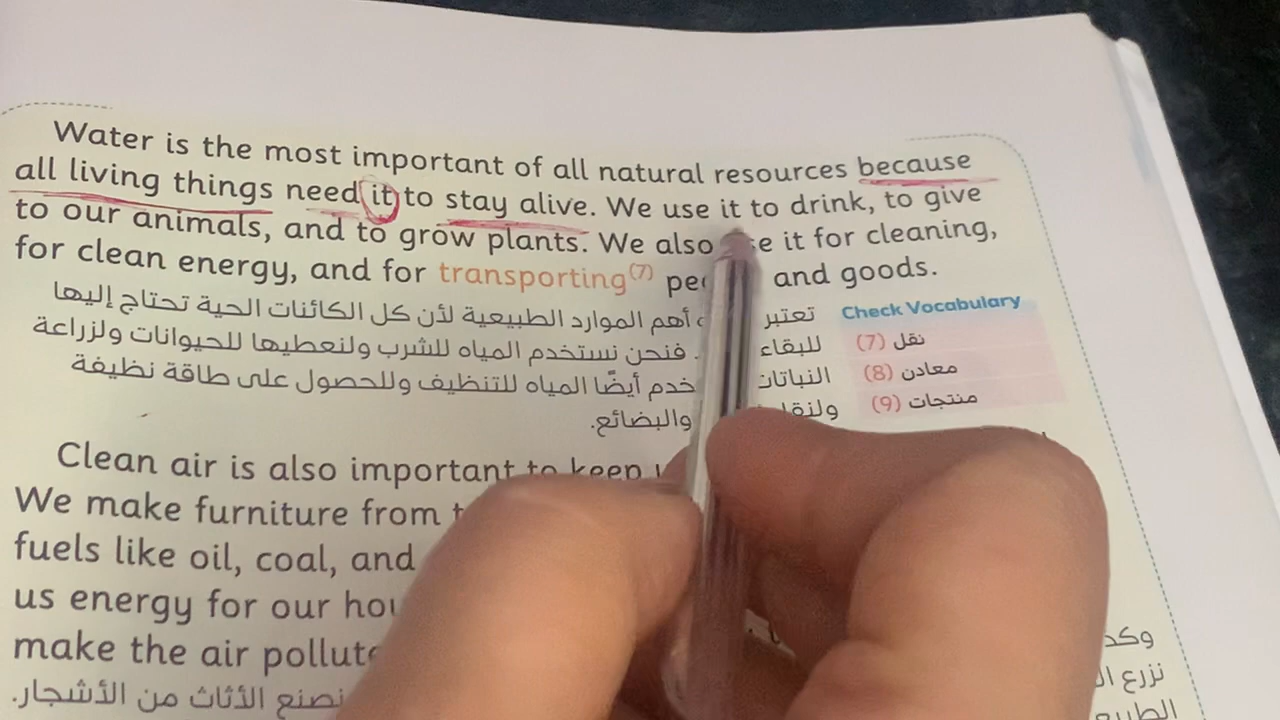 Water is the most important of all natural resources because
all living things need it to stay alive. We use it to drink, to give
to our animals, and to grow plants. We also it for cleaning,
for clean energy, and for transporting(7) and goods.
تعتبر أهم الموارد الطبيعية لأن كل الكائنات الحية تحتاج إليها
للبقاء . فنحن نستخدم المياه للشرب ولنعطيها للحيوانات ولزراعة
النباتات أيضًا المياه للتنظيف وللحصول على طاقة نظيفة
والبضائع.
Check Vocabulary
(7) نقل
(8) معادن
(9) منتجات
Clean air is also important to keep
We make furniture from
fuels like oil, coal, and
us energy for our
make the air
نصنع الأثاث من الأشجار.
نزرع